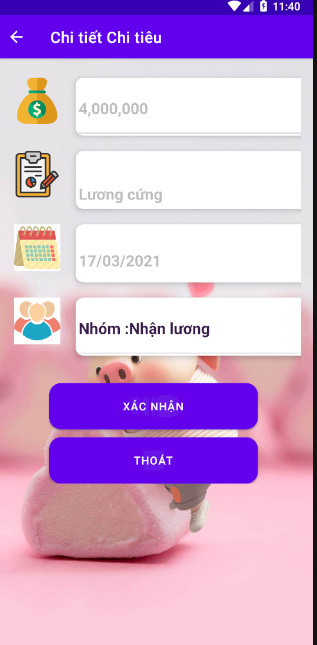 11:40
Chi tiết Chi tiêu
4,000,000
Lương cứng
17/03/2021
Nhóm :Nhận lương
XÁC NHẬN
THOÁT